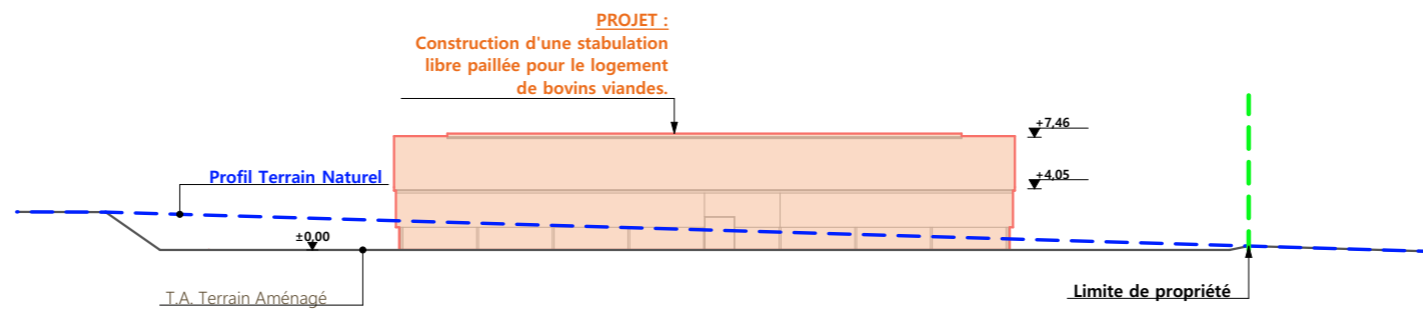 PROJET :
Construction d'une stabulation
libre paillée pour le logement
de bovins viandes.
+7,46
+4,05
Profil Terrain Naturel
±0,00
T.A. Terrain Aménagé
Limite de propriété